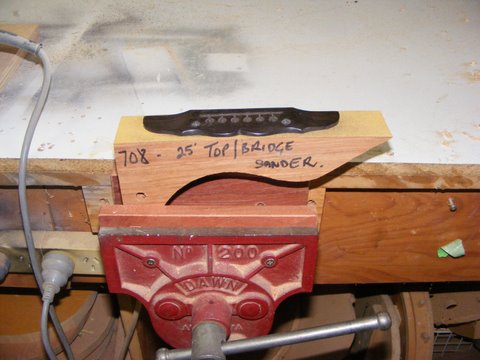 708 - 25' TOP/BRIDGE
SANDER.
Nº 200
DAWN